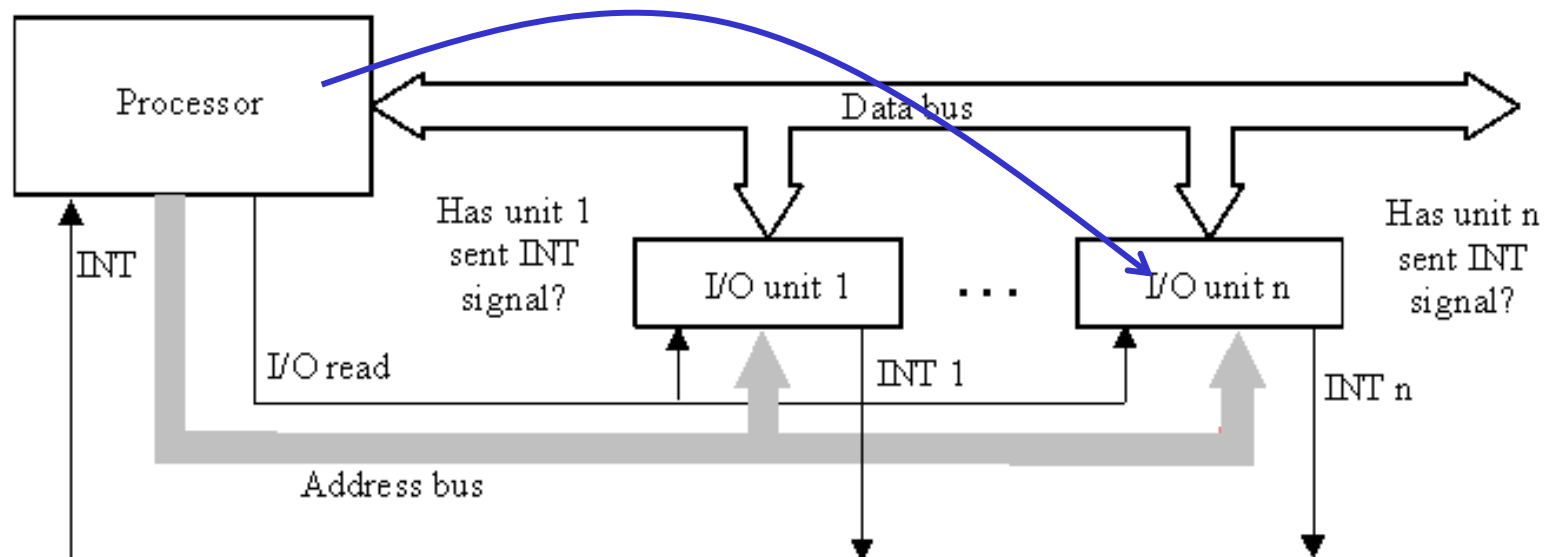 Processor
Data bus
Has unit 1
sent INT
signal?
Has unit n
sent INT
signal?
INT
I/O unit 1
...
I/O unit n
I/O read
INT 1
INT n
Address bus